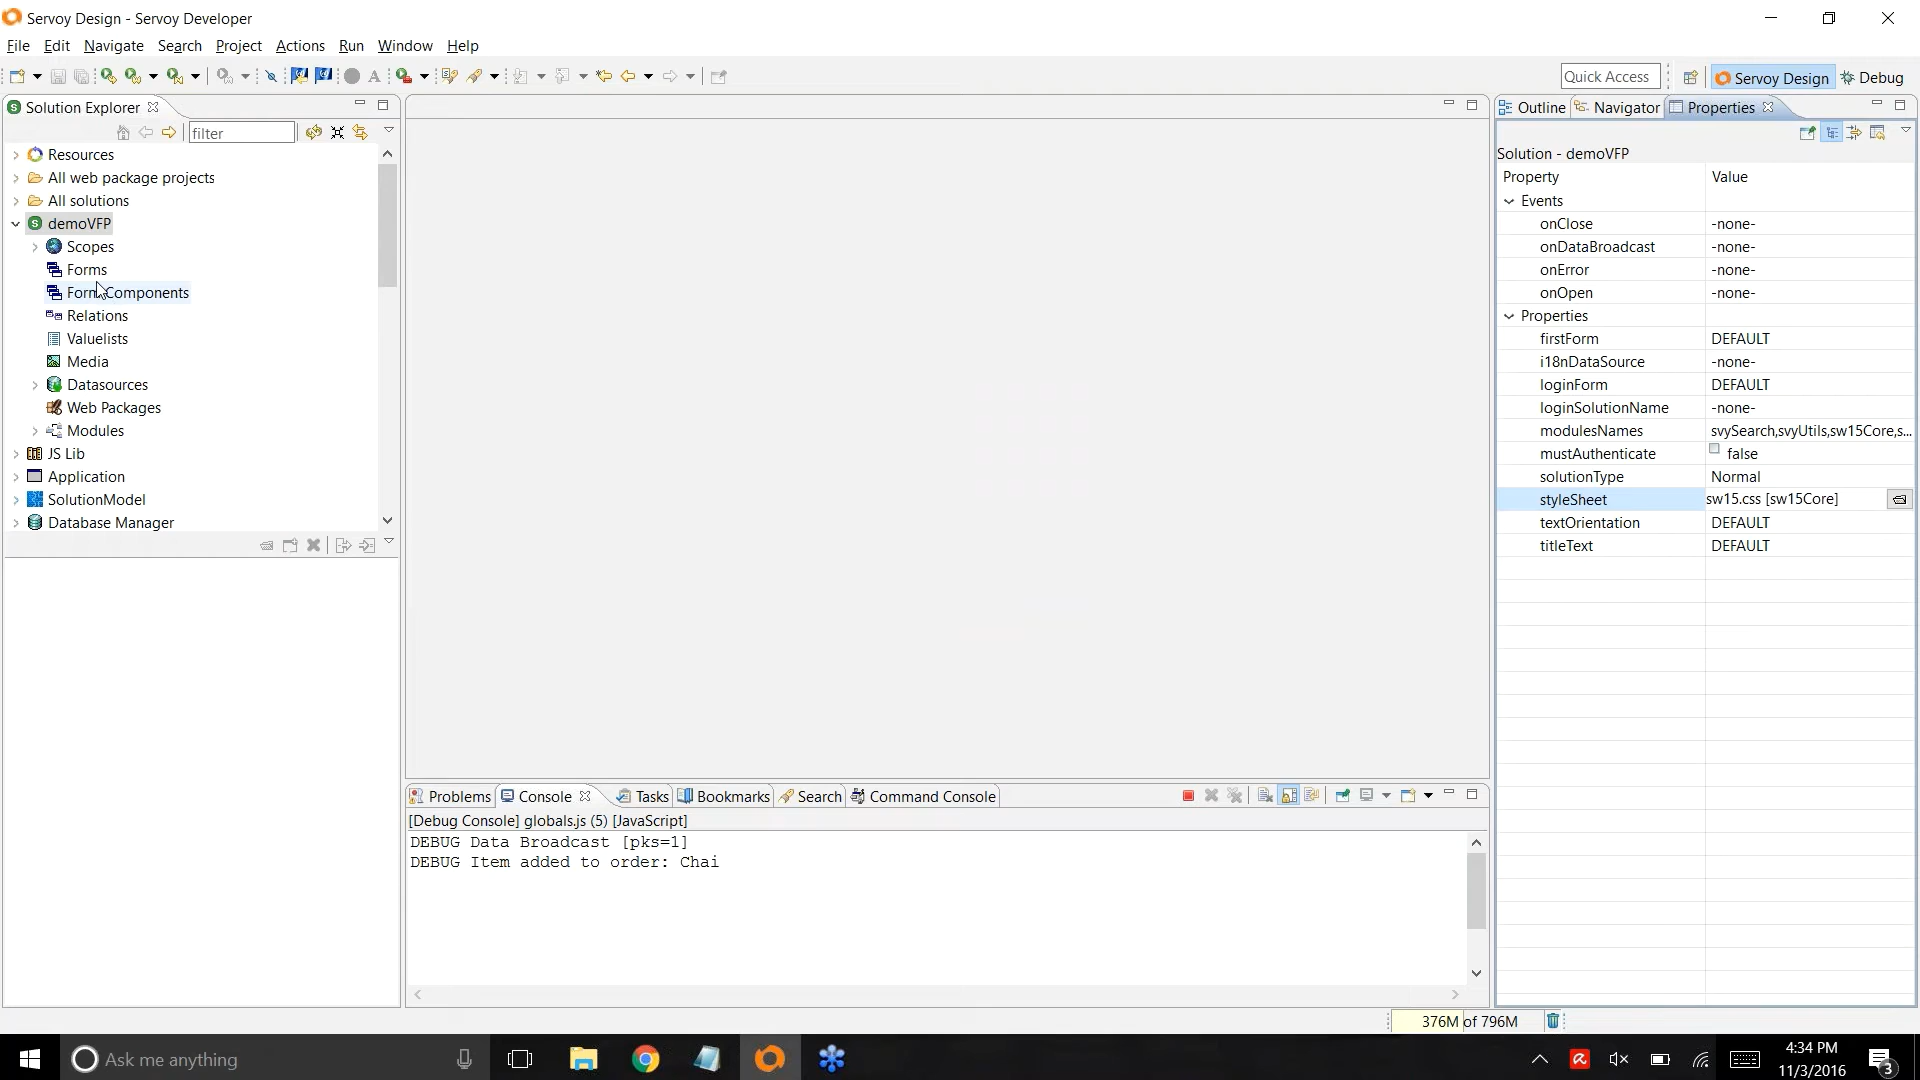 Servoy Design - Servoy Developer
File Edit Navigate Search Project Actions Run Window Help
Quick Access Servoy Design Debug
Solution Explorer
filter
Resources
All web package projects
All solutions
demoVFP
Scopes
Forms
Form Components
Relations
Valuelists
Media
Datasources
Web Packages
Modules
JS Lib
Application
SolutionModel
Database Manager
Problems Console Tasks Bookmarks Search Command Console
[Debug Console] globals.js (5) [JavaScript]
DEBUG Data Broadcast [pks=1]
DEBUG Item added to order: Chai
Outline Navigator Properties
Solution - demoVFP
Property Value
Events
onClose -none-
onDataBroadcast -none-
onError -none-
onOpen -none-
Properties
firstForm DEFAULT
i18nDataSource -none-
loginForm DEFAULT
loginSolutionName -none-
modulesNames svySearch,svyUtils,sw15Core,s...
mustAuthenticate false
solutionType Normal
styleSheet sw15.css [sw15Core]
textOrientation DEFAULT
titleText DEFAULT
376M of 796M
Ask me anything
4:34 PM
11/3/2016
3